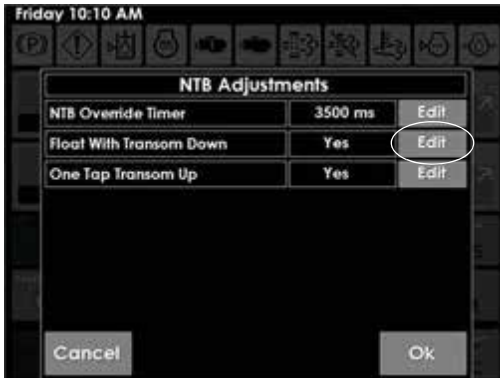 Friday 10:10 AM
NTB Adjustments
NTB Override Timer 3500 ms Edit
Float With Transom Down Yes Edit
One Tap Transom Up Yes Edit
Cancel Ok